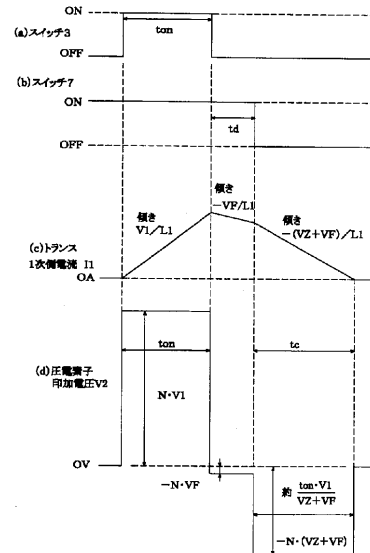 ON
(a)スイッチ3
ton
OFF
(b)スイッチ7
ON
td
OFF
傾き
-VF/L1
傾き
V1/L1
傾き
-(VZ+VF)/L1
(c)トランス
1次側電流 I1
OA
ton
tc
(d)圧電素子
印加電圧V2
N·V1
OV
-N·VF
約 ton·V1
VZ+VF
-N·(VZ+VF)